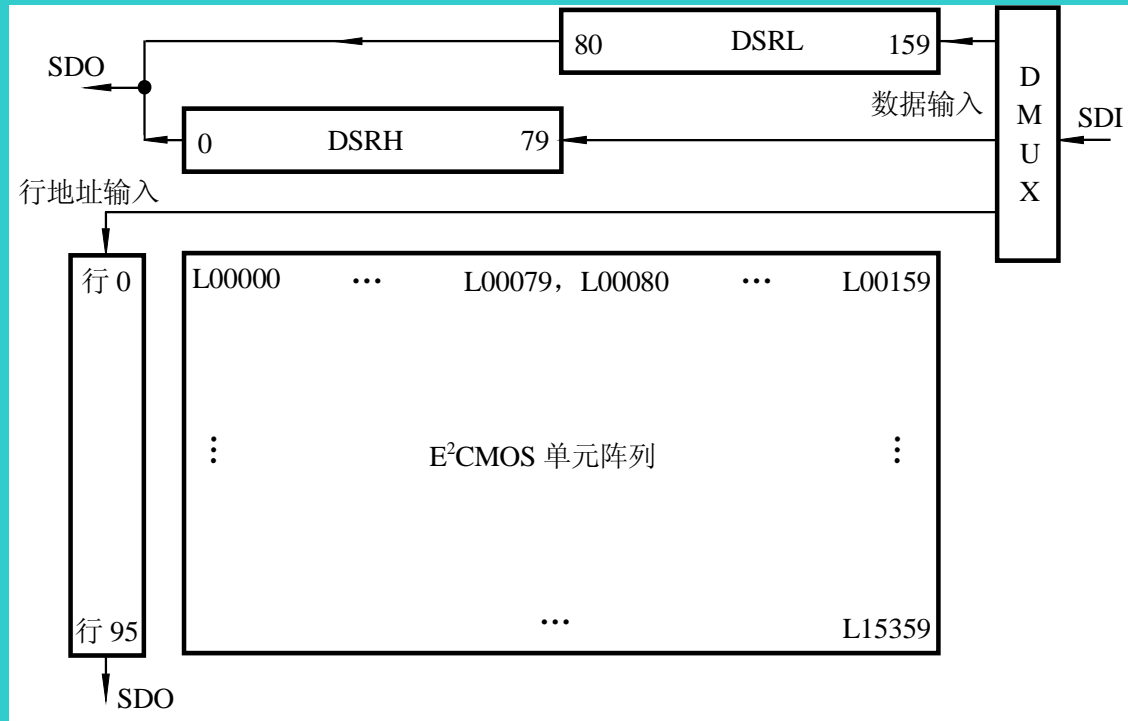 80 DSRL 159
SDO
D
M
U
X
数据输入
SDI
0 DSRH 79
行地址输入
行 0
L00000 … L00079，L00080 … L00159
⋮ E²CMOS 单元阵列 ⋮
行 95
… L15359
SDO